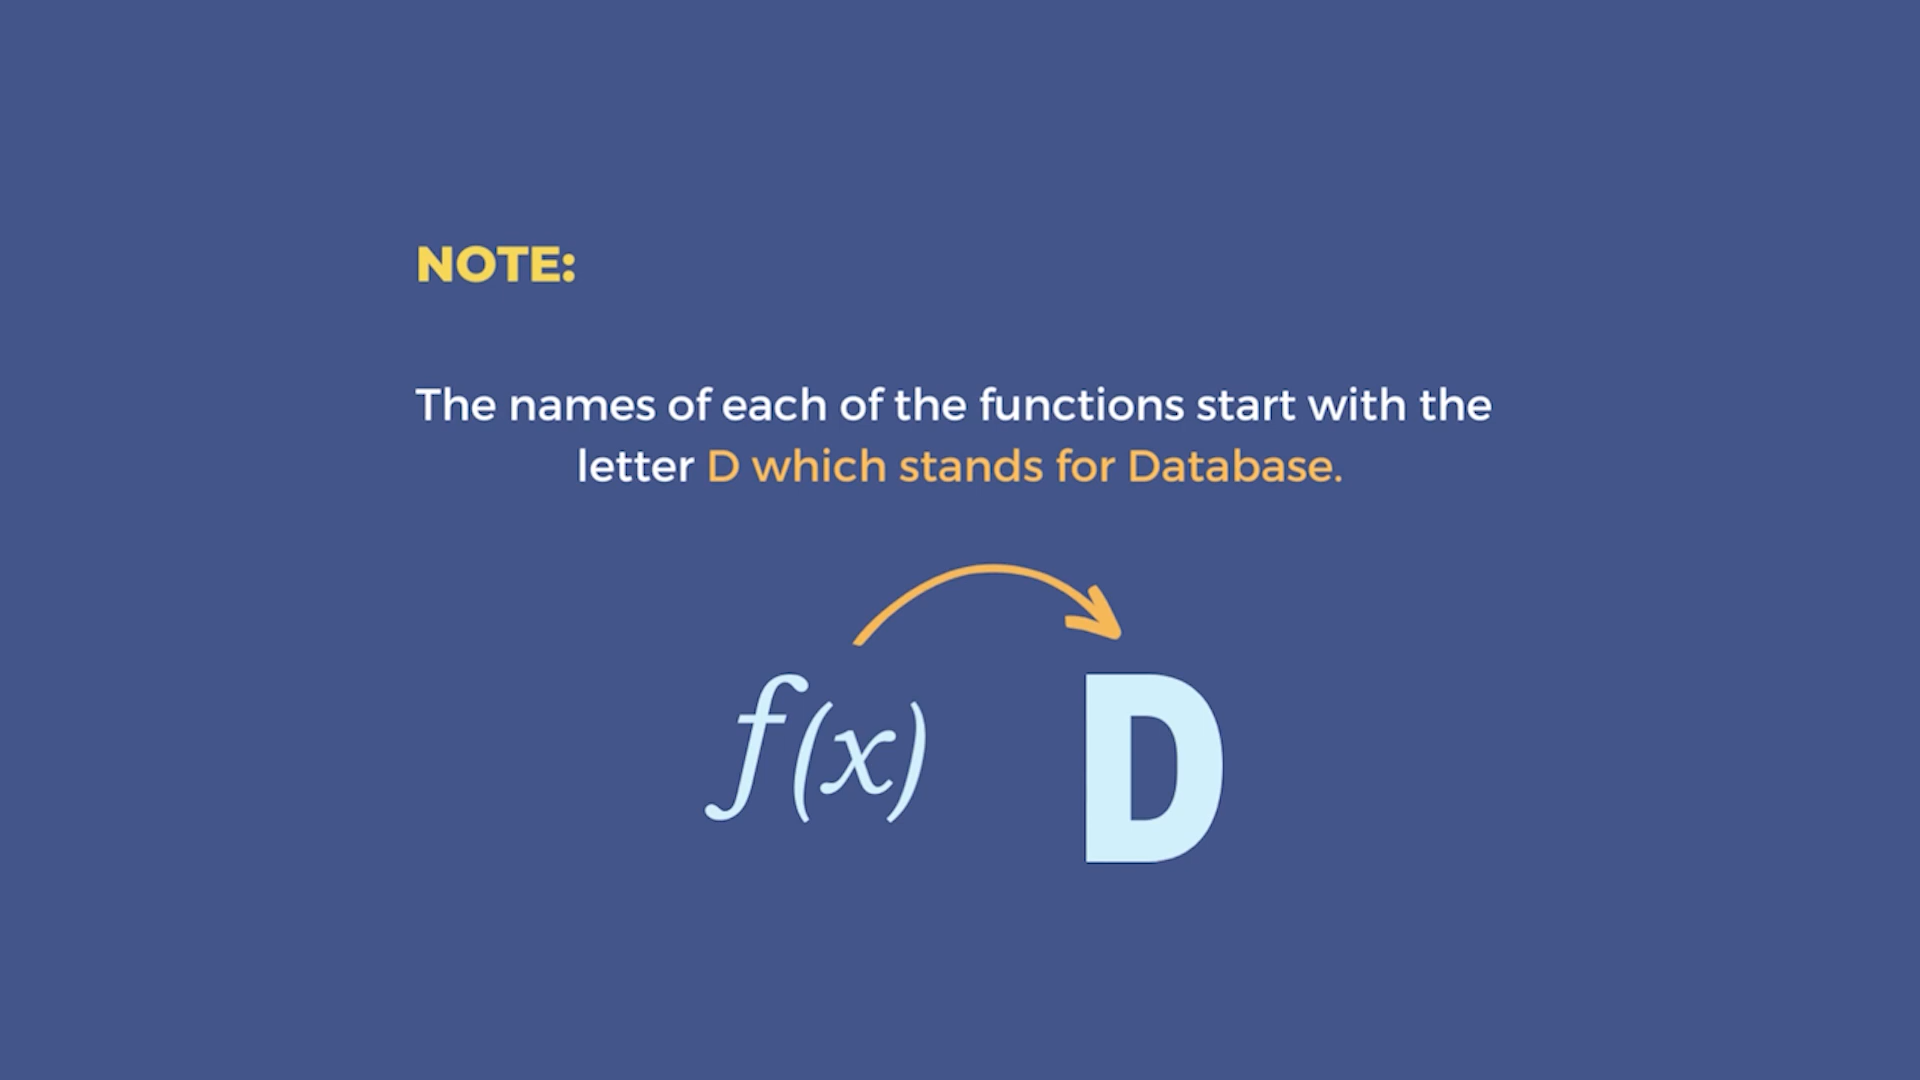 NOTE:
The names of each of the functions start with the
letter D which stands for Database.
f(x) D